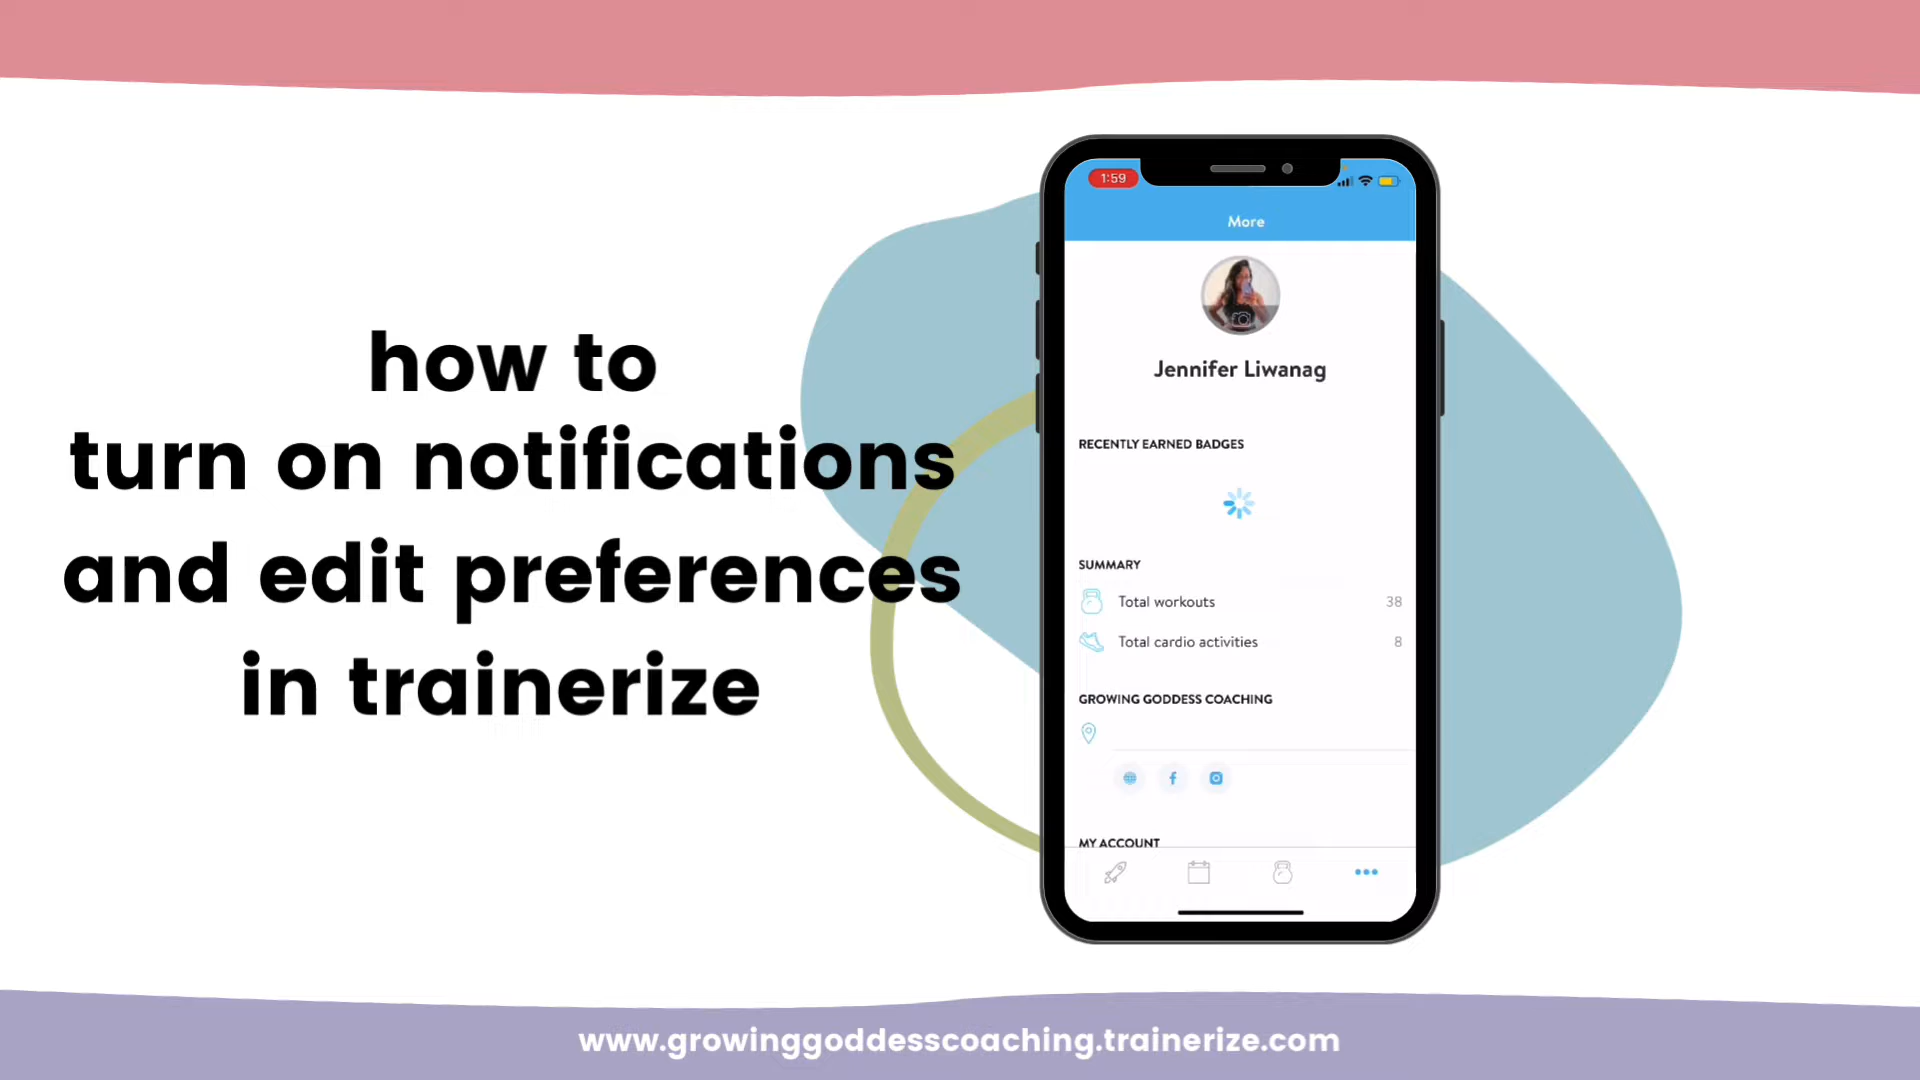 how to
turn on notifications
and edit preferences
in trainerize
1:59
More
Jennifer Liwanag
RECENTLY EARNED BADGES
SUMMARY
Total workouts 38
Total cardio activities 8
GROWING GODDESS COACHING
MY ACCOUNT
www.growinggoddesscoaching.trainerize.com